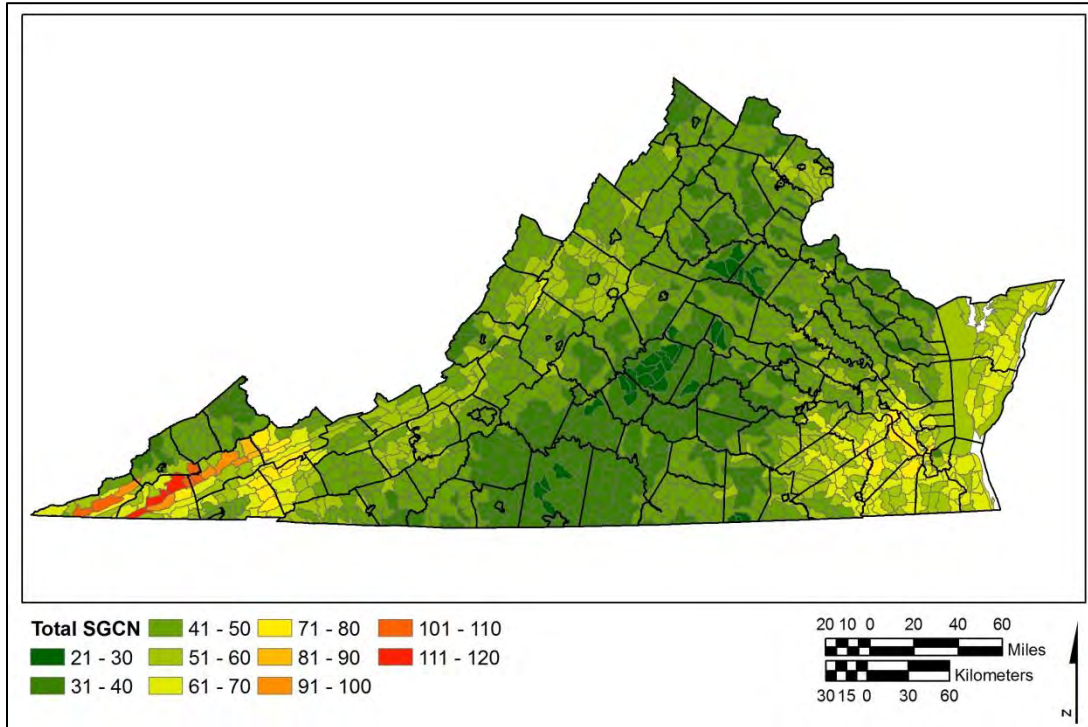 Total SGCN
21 - 30
31 - 40
41 - 50
51 - 60
61 - 70
71 - 80
81 - 90
91 - 100
101 - 110
111 - 120
20 10 0 20 40 60
Miles
Kilometers
30 15 0 30 60
N